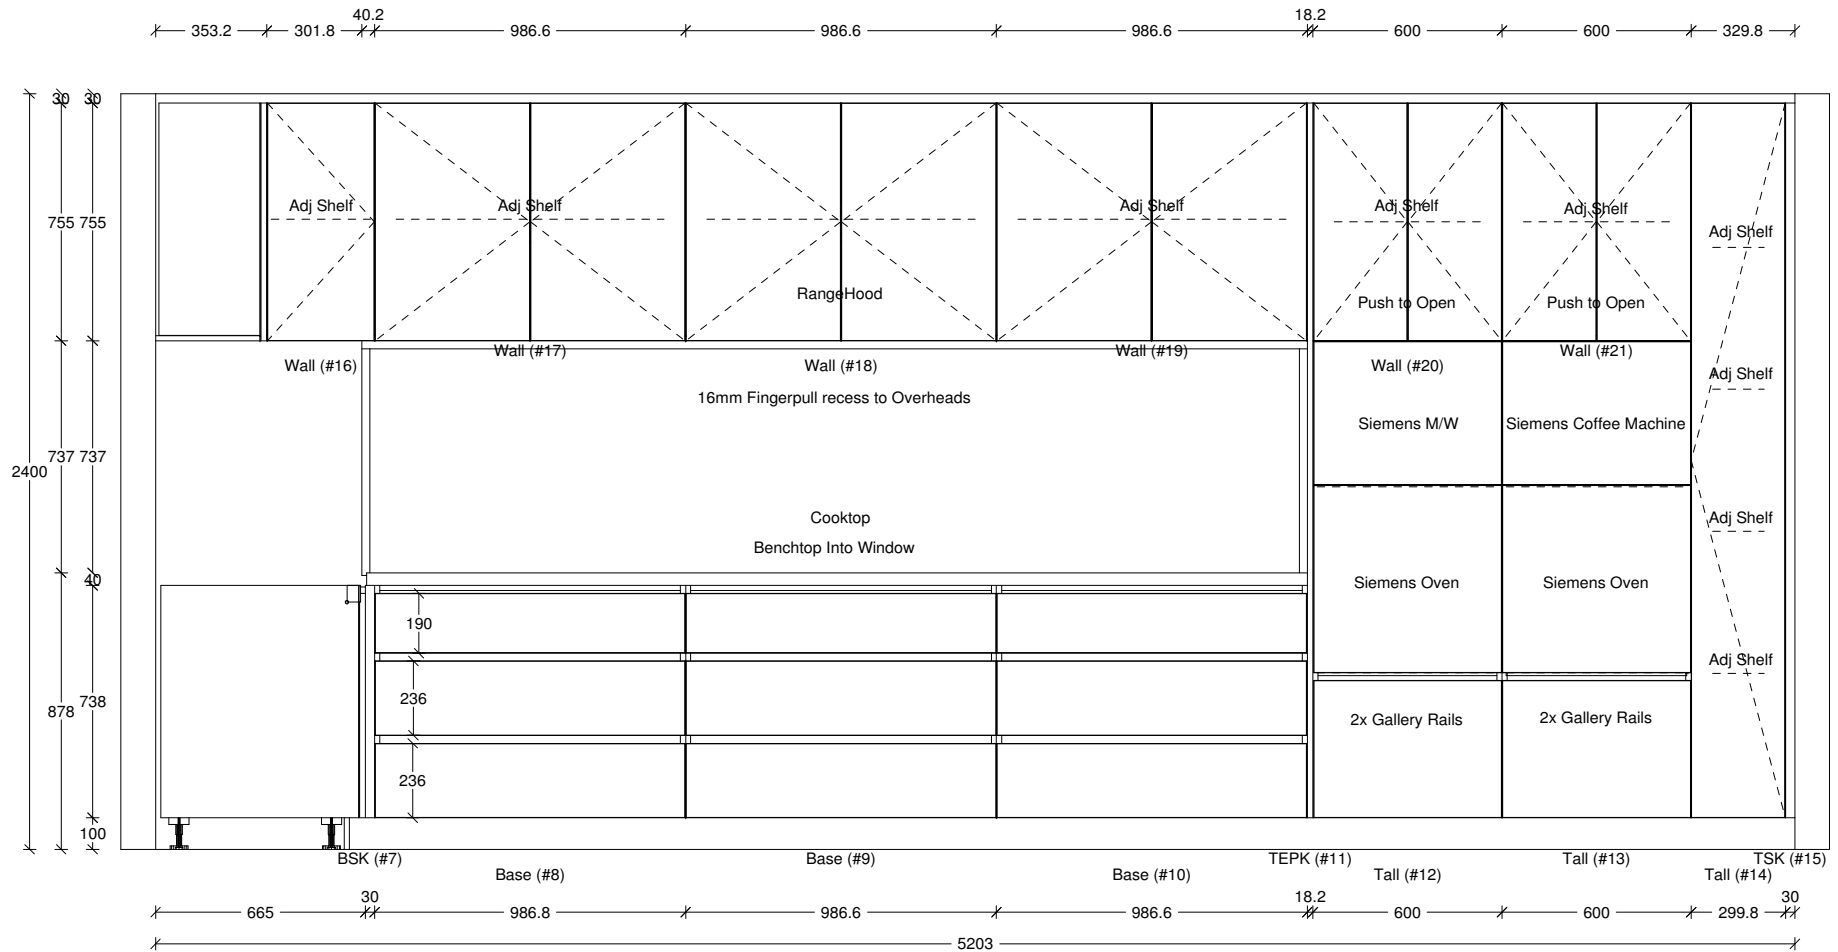 40.2
18.2
353.2
301.8
986.6
986.6
986.6
600
600
329.8
30
30
Adj Shelf
Adj Shelf
Adj Shelf
Adj Shelf
Adj Shelf
755
755
Adj Shelf
RangeHood
Push to Open
Push to Open
Wall (#16)
Wall (#17)
Wall (#18)
Wall (#19)
Wall (#20)
Wall (#21)
Adj Shelf
16mm Fingerpull recess to Overheads
Siemens M/W
Siemens Coffee Machine
2400
737
737
Cooktop
Adj Shelf
Benchtop Into Window
40
Siemens Oven
Siemens Oven
190
Adj Shelf
236
738
878
2x Gallery Rails
2x Gallery Rails
236
100
BSK (#7)
Base (#9)
TEPK (#11)
Tall (#13)
TSK (#15)
Base (#8)
Base (#10)
Tall (#12)
Tall (#14)
30
18.2
30
665
986.8
986.6
986.6
600
600
299.8
5203